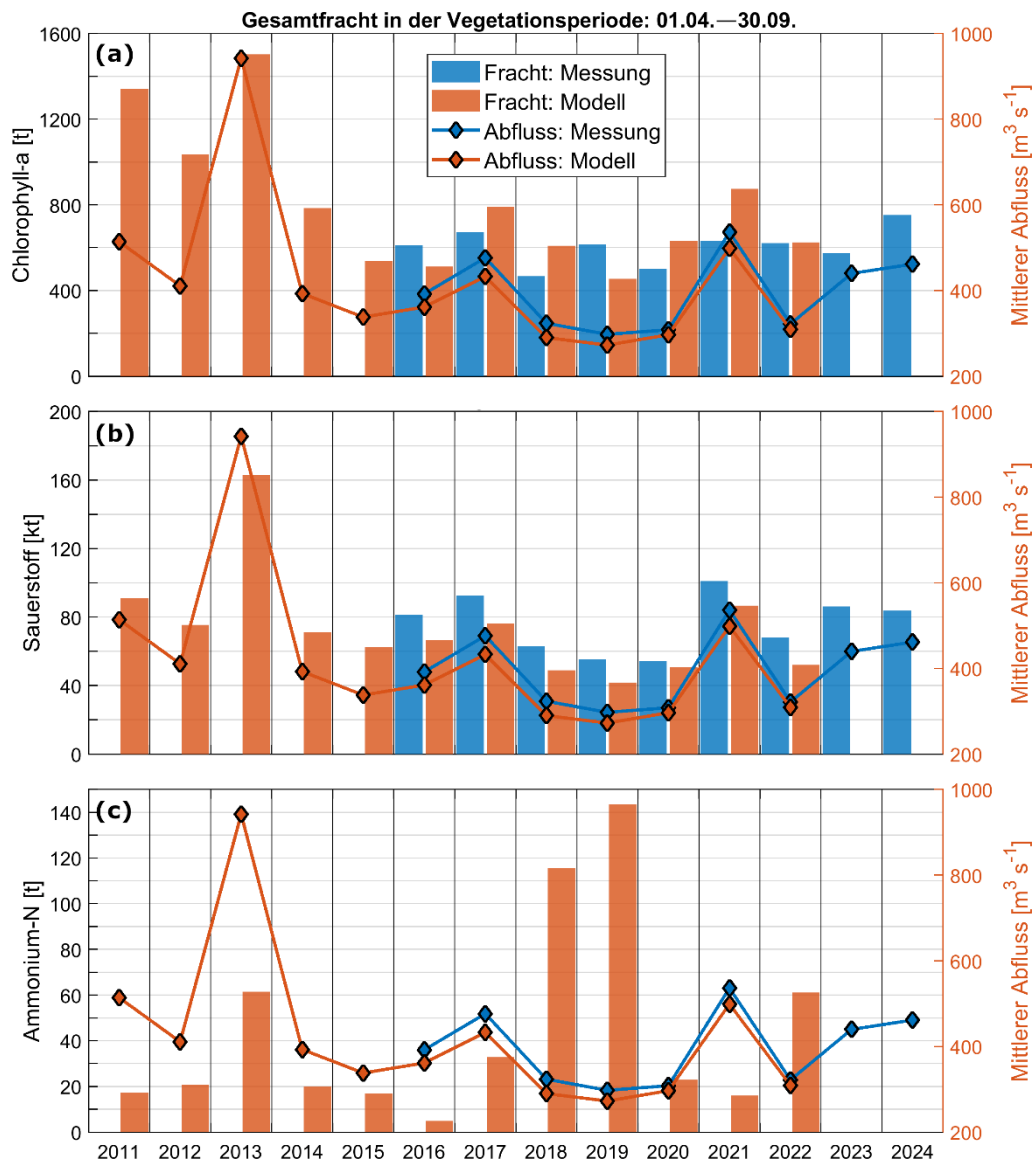 Gesamtfracht in der Vegetationsperiode: 01.04.—30.09.
(a)
Chlorophyll-a [t]
1600
1200
800
400
0
Fracht: Messung
Fracht: Modell
Abfluss: Messung
Abfluss: Modell
1000
800
600
400
200
Mittlerer Abfluss [m³ s⁻¹]
(b)
Sauerstoff [kt]
200
160
120
80
40
0
1000
800
600
400
200
Mittlerer Abfluss [m³ s⁻¹]
(c)
Ammonium-N [t]
140
120
100
80
60
40
20
0
1000
800
600
400
200
Mittlerer Abfluss [m³ s⁻¹]
2011 2012 2013 2014 2015 2016 2017 2018 2019 2020 2021 2022 2023 2024